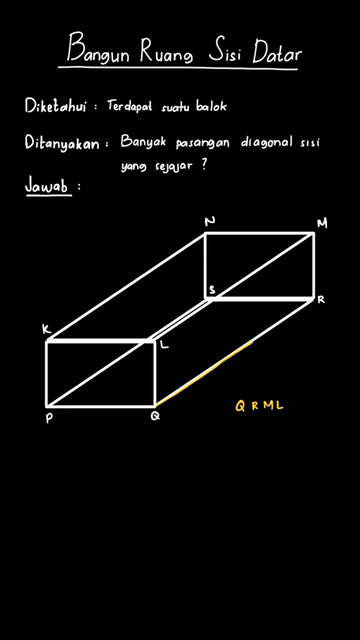 Bangun Ruang Sisi Datar
Diketahui : Terdapat suatu balok
Ditanyakan : Banyak pasangan diagonal sisi
yang sejajar ?
Jawab :
N
M
S
R
K
L
P
Q
Q R M L